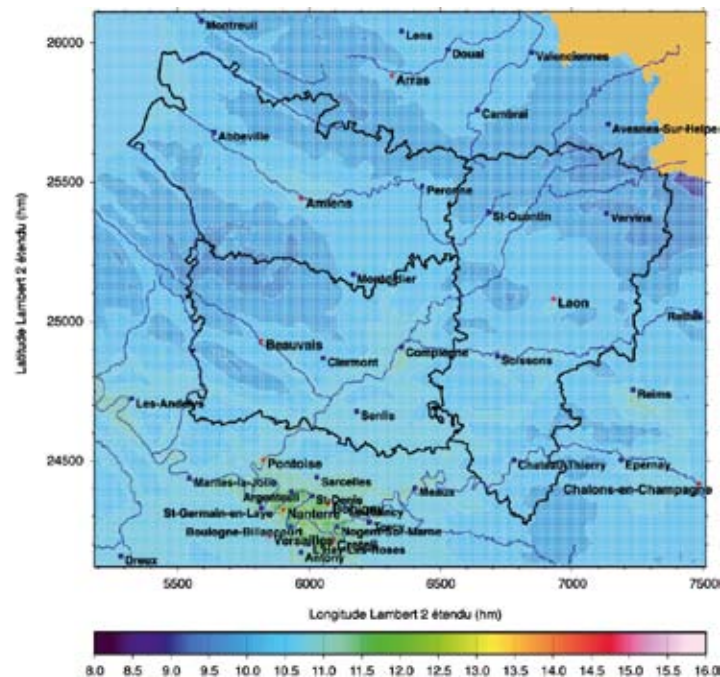 26000
25500
25000
24500
Latitude Lambert 2 étendu (hm)
Montreuil
Lens
Douai
Valenciennes
Arras
Cambrai
Avesnes-Sur-Helpe
Abbeville
Peronne
Amiens
St-Quentin
Vervins
Montdidier
Laon
Rethel
Beauvais
Compiegne
Clermont
Soissons
Reims
Les-Andelys
Senlis
Pontoise
Chateau-Thierry
Epernay
Mantes-la-Jolie
Sarcelles
Meaux
Chalons-en-Champagne
Argenteuil
St-Denis
St-Germain-en-Laye
Nanterre
Boulogne-Billancourt
Nogent-Sur-Marne
Versailles
Creteil
L'Hay-Les-Roses
Antony
Dreux
5500
6000
6500
7000
7500
Longitude Lambert 2 étendu (hm)
8.0 8.5 9.0 9.5 10.0 10.5 11.0 11.5 12.0 12.5 13.0 13.5 14.0 14.5 15.0 15.5 16.0